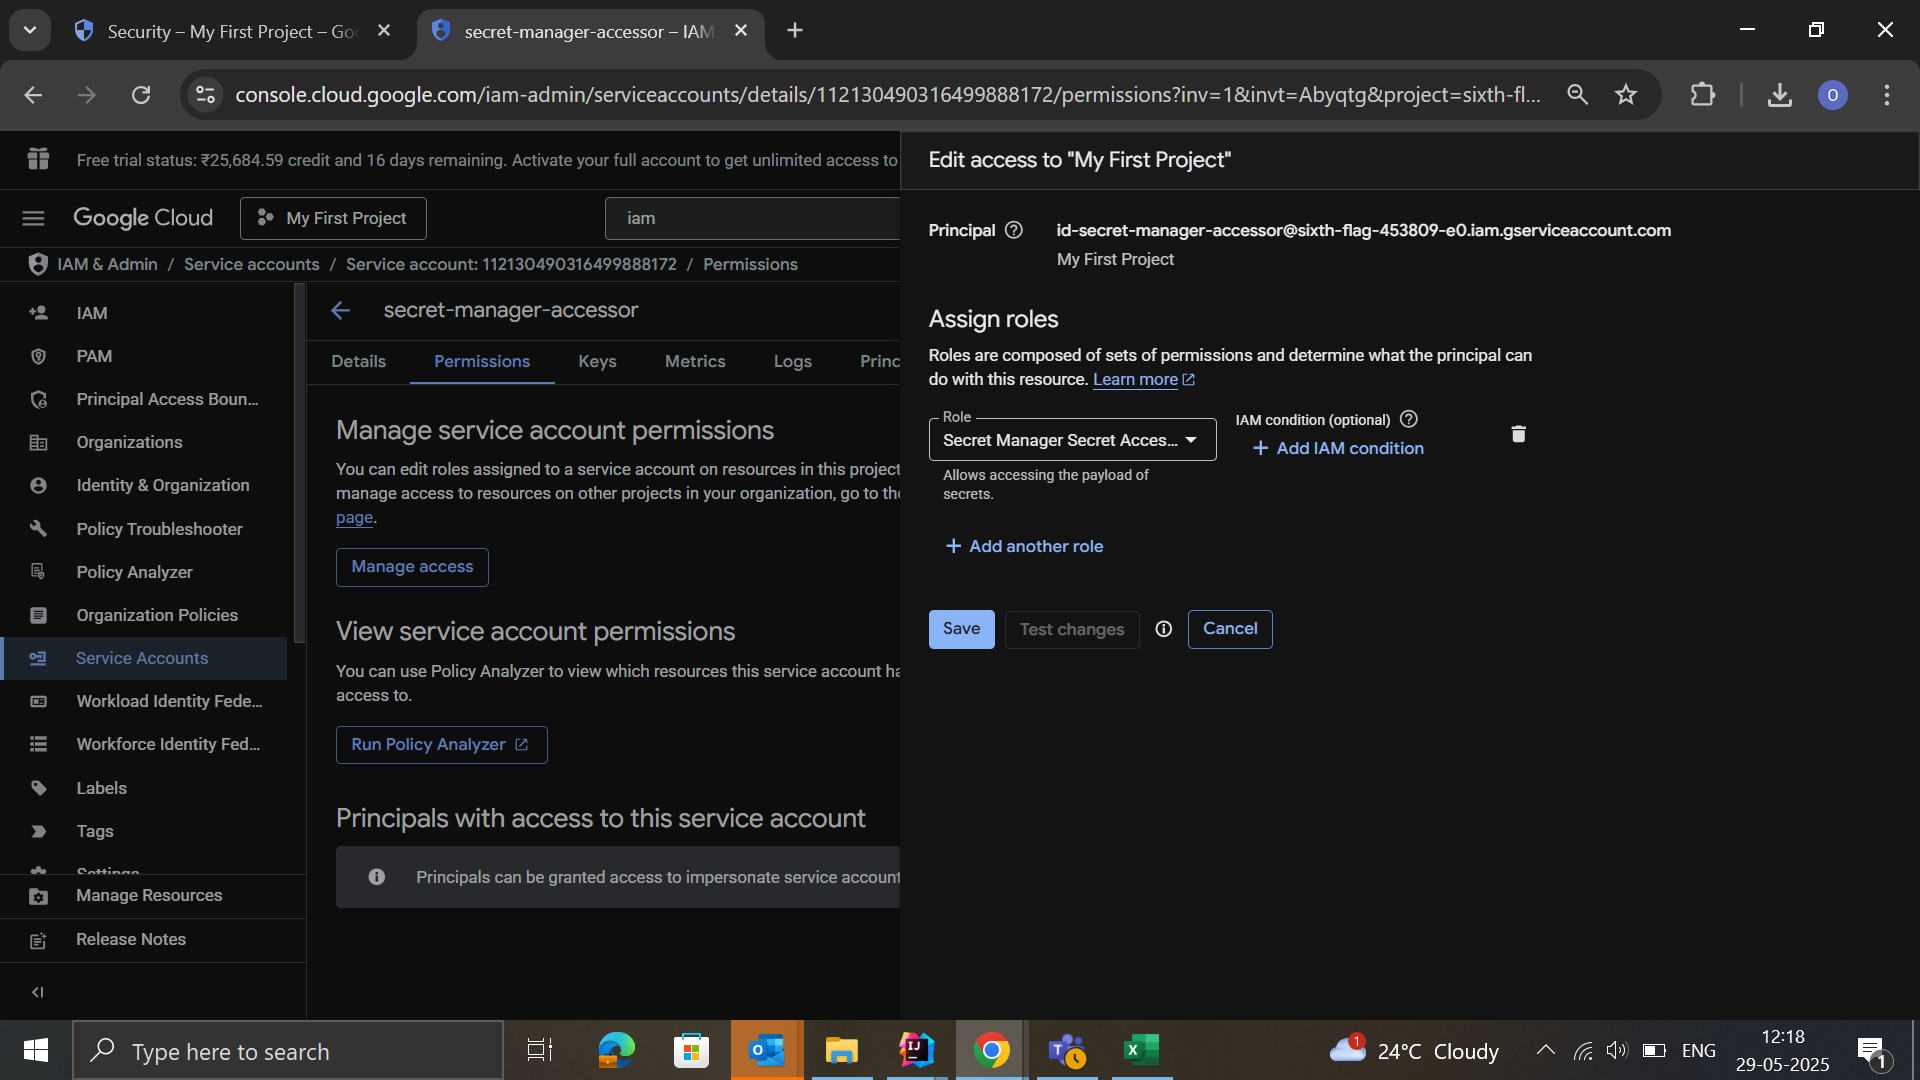 Security – My First Project – Goo
secret-manager-accessor – IAM
console.cloud.google.com/iam-admin/serviceaccounts/details/112130490316499888172/permissions?inv=1&invt=Abyqtg&project=sixth-fl...
O
Free trial status: ₹25,684.59 credit and 16 days remaining. Activate your full account to get unlimited access to
Google Cloud
My First Project
iam
IAM & Admin / Service accounts / Service account: 112130490316499888172 / Permissions
IAM
PAM
Principal Access Boun...
Organizations
Identity & Organization
Policy Troubleshooter
Policy Analyzer
Organization Policies
Service Accounts
Workload Identity Fede...
Workforce Identity Fed...
Labels
Tags
Settings
Manage Resources
Release Notes
secret-manager-accessor
Details Permissions Keys Metrics Logs Princ
Manage service account permissions
You can edit roles assigned to a service account on resources in this project
manage access to resources on other projects in your organization, go to the
page.
Manage access
View service account permissions
You can use Policy Analyzer to view which resources this service account ha
access to.
Run Policy Analyzer
Principals with access to this service account
Principals can be granted access to impersonate service account
Edit access to "My First Project"
Principal
id-secret-manager-accessor@sixth-flag-453809-e0.iam.gserviceaccount.com
My First Project
Assign roles
Roles are composed of sets of permissions and determine what the principal can
do with this resource. Learn more
Role
Secret Manager Secret Acces...
IAM condition (optional)
+ Add IAM condition
Allows accessing the payload of
secrets.
+ Add another role
Save
Test changes
Cancel
Type here to search
1
24°C Cloudy
ENG
12:18
29-05-2025
1